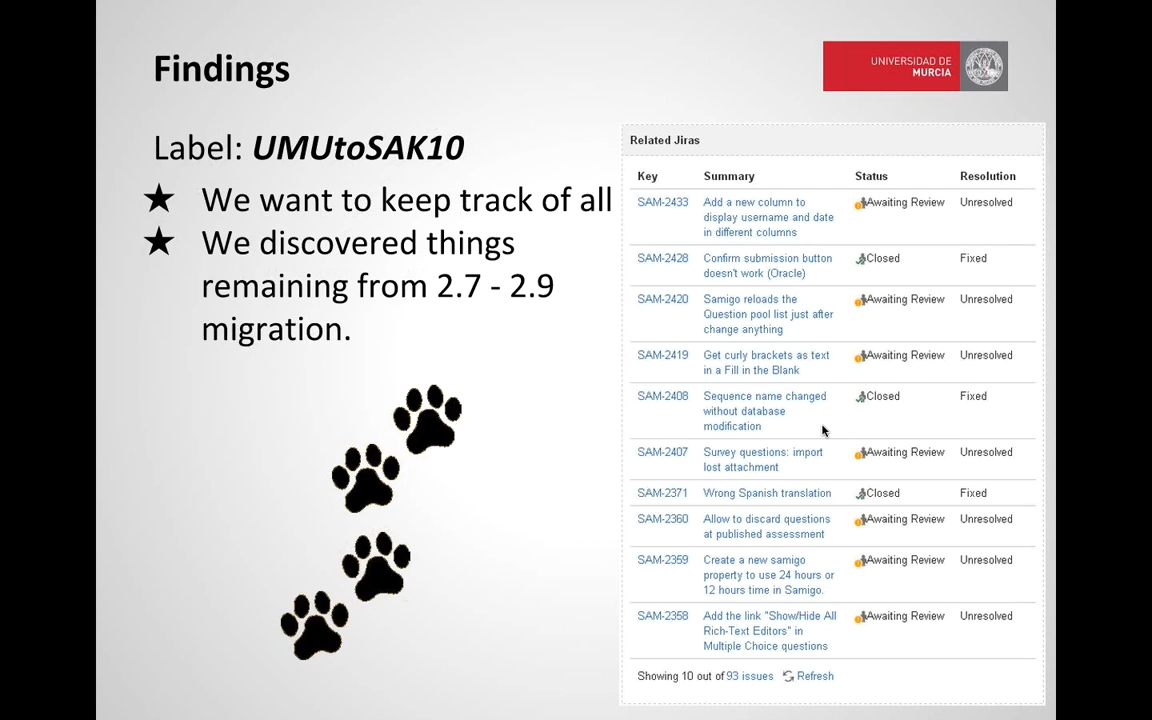 Findings
UNIVERSIDAD DE
MURCIA
Label: UMUtoSAK10
★ We want to keep track of all
★ We discovered things
remaining from 2.7 - 2.9
migration.
Related Jiras
Key Summary Status Resolution
SAM-2433 Add a new column to Awaiting Review Unresolved
display username and date
in different columns
SAM-2428 Confirm submission button Closed Fixed
doesn't work (Oracle)
SAM-2420 Samigo reloads the Awaiting Review Unresolved
Question pool list just after
change anything
SAM-2419 Get curly brackets as text Awaiting Review Unresolved
in a Fill in the Blank
SAM-2408 Sequence name changed Closed Fixed
without database
modification
SAM-2407 Survey questions: import Awaiting Review Unresolved
lost attachment
SAM-2371 Wrong Spanish translation Closed Fixed
SAM-2360 Allow to discard questions Awaiting Review Unresolved
at published assessment
SAM-2359 Create a new samigo Awaiting Review Unresolved
property to use 24 hours or
12 hours time in Samigo.
SAM-2358 Add the link "Show/Hide All Awaiting Review Unresolved
Rich-Text Editors" in
Multiple Choice questions
Showing 10 out of 93 issues Refresh